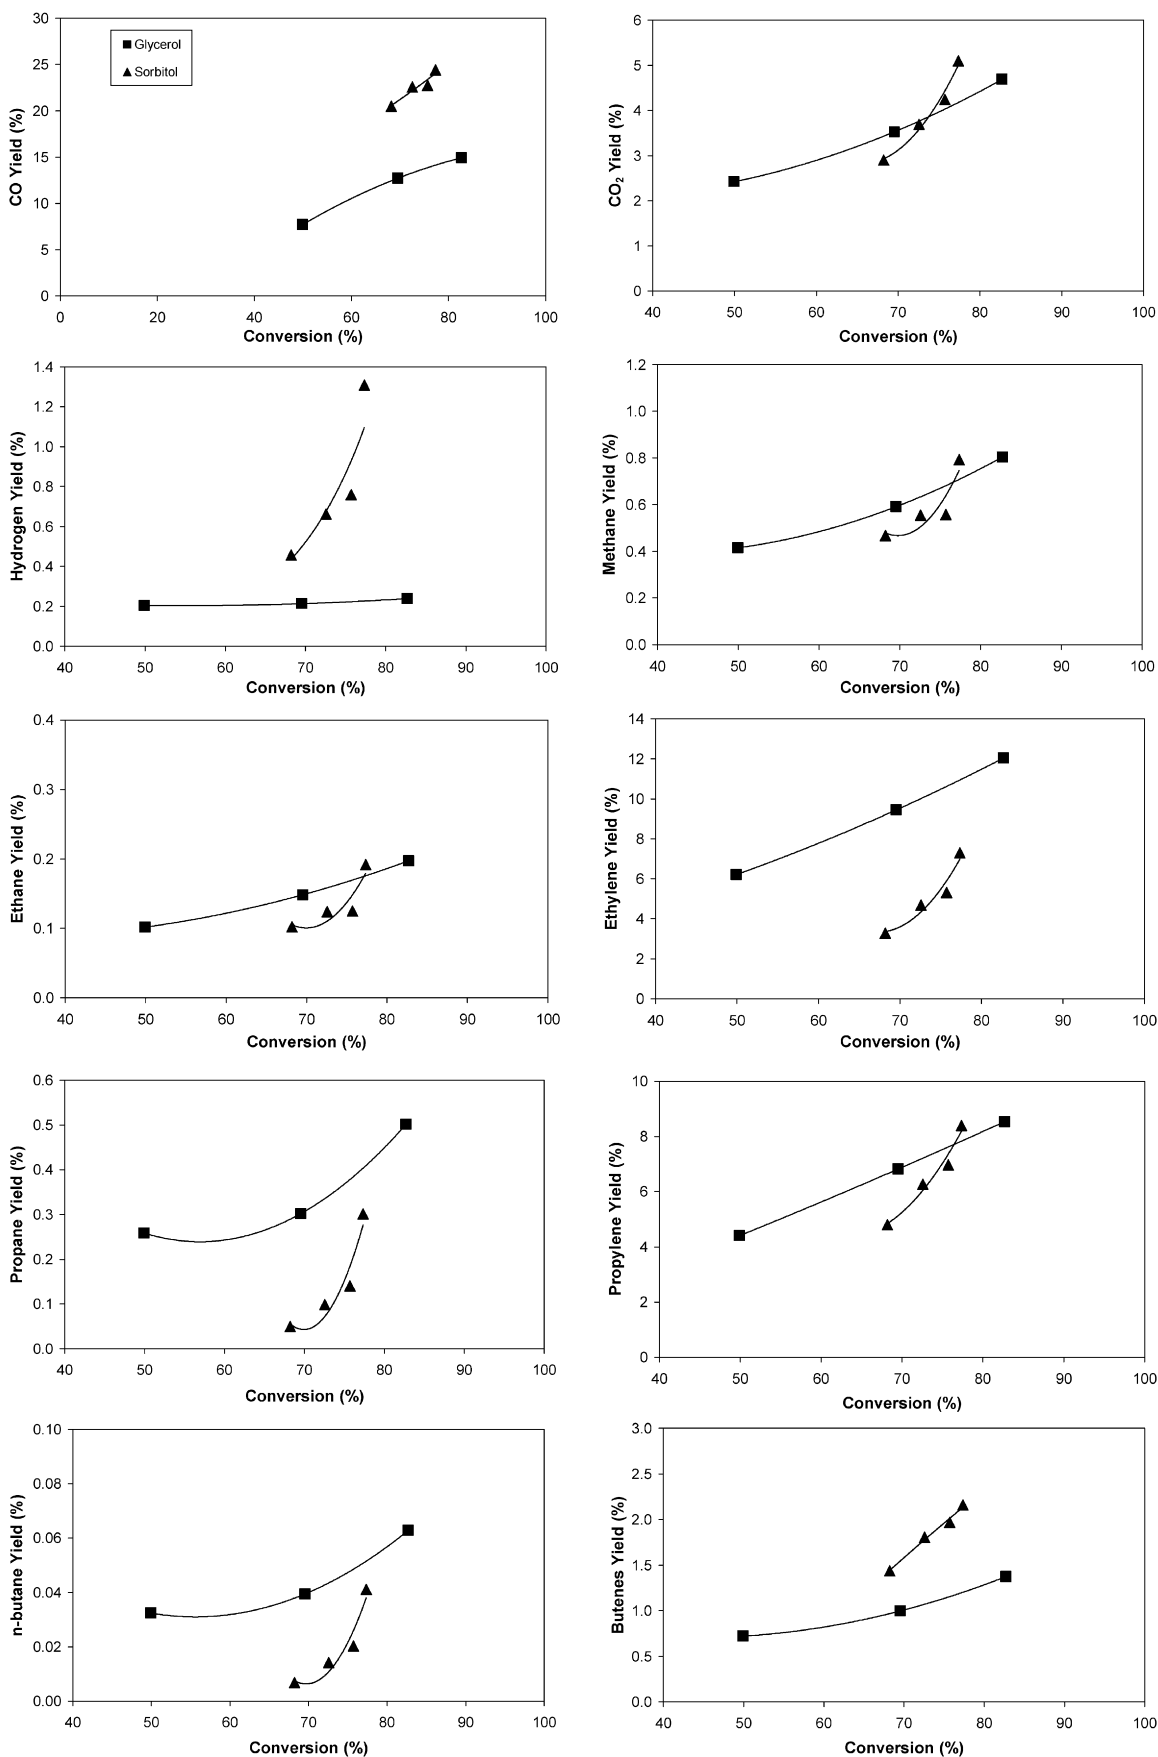 30
25
20
15
10
5
0
CO Yield (%)
Glycerol
Sorbitol
0 20 40 60 80 100
Conversion (%)
6
5
4
3
2
1
0
CO₂ Yield (%)
40 50 60 70 80 90 100
Conversion (%)
1.4
1.2
1.0
0.8
0.6
0.4
0.2
0.0
Hydrogen Yield (%)
40 50 60 70 80 90 100
Conversion (%)
1.2
1.0
0.8
0.6
0.4
0.2
0.0
Methane Yield (%)
40 50 60 70 80 90 100
Conversion (%)
0.4
0.3
0.2
0.1
0.0
Ethane Yield (%)
40 50 60 70 80 90 100
Conversion (%)
14
12
10
8
6
4
2
0
Ethylene Yield (%)
40 50 60 70 80 90 100
Conversion (%)
0.6
0.5
0.4
0.3
0.2
0.1
0.0
Propane Yield (%)
40 50 60 70 80 90 100
Conversion (%)
10
8
6
4
2
0
Propylene Yield (%)
40 50 60 70 80 90 100
Conversion (%)
0.10
0.08
0.06
0.04
0.02
0.00
n-butane Yield (%)
40 50 60 70 80 90 100
Conversion (%)
3.0
2.5
2.0
1.5
1.0
0.5
0.0
Butenes Yield (%)
40 50 60 70 80 90 100
Conversion (%)